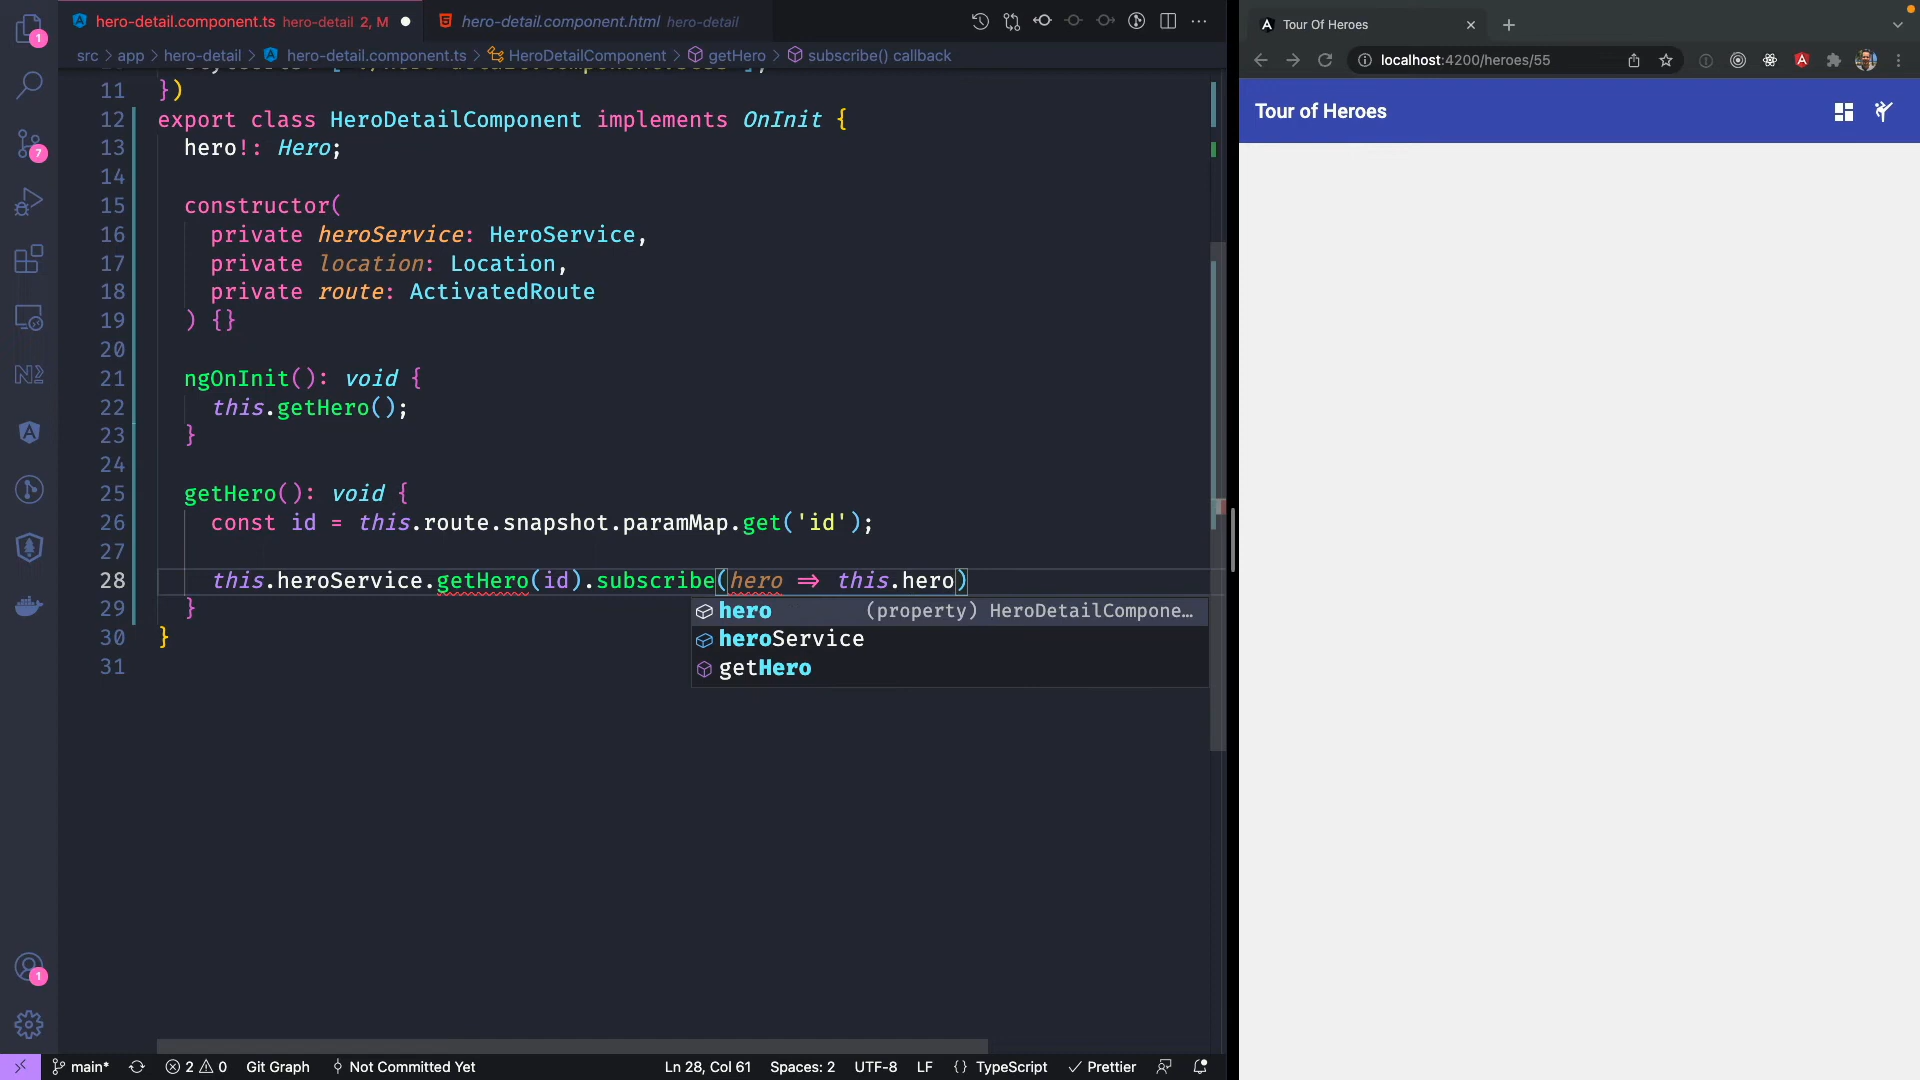 hero-detail.component.ts hero-detail 2, M
hero-detail.component.html hero-detail
src > app > hero-detail > hero-detail.component.ts > HeroDetailComponent > getHero > subscribe() callback
11 })
12 export class HeroDetailComponent implements OnInit {
13 hero!: Hero;
14
15 constructor(
16 private heroService: HeroService,
17 private location: Location,
18 private route: ActivatedRoute
19 ) {}
20
21 ngOnInit(): void {
22 this.getHero();
23 }
24
25 getHero(): void {
26 const id = this.route.snapshot.paramMap.get('id');
27
28 this.heroService.getHero(id).subscribe(hero => this.hero)
29 }
hero (property) HeroDetailCompone…
30 }
heroService
31
getHero
1
7
1
main* 2 0 Git Graph Not Committed Yet Ln 28, Col 61 Spaces: 2 UTF-8 LF {} TypeScript Prettier
Tour Of Heroes
localhost:4200/heroes/55
Tour of Heroes